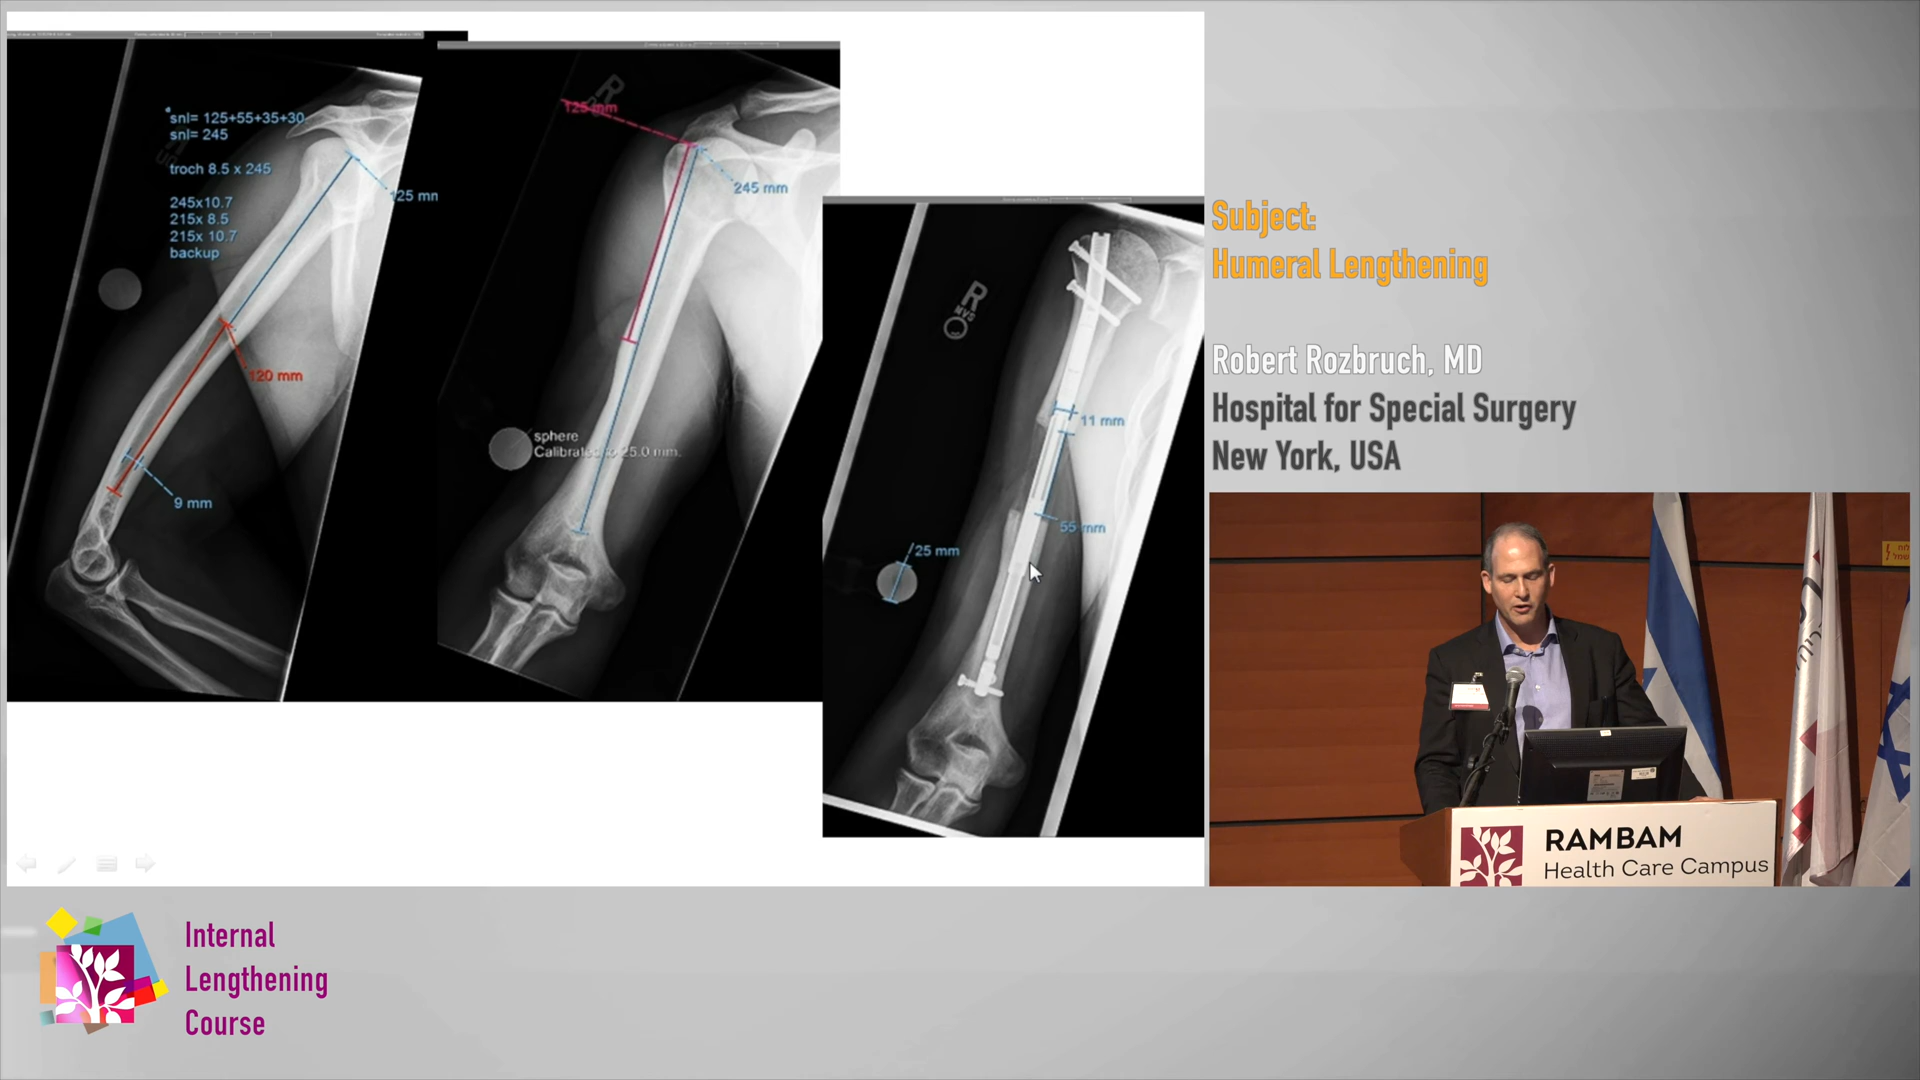 snl= 125+55+35+30
snl= 245
troch 8.5 x 245
245x10.7
215x 8.5
215x 10.7
backup
125 mm
120 mm
9 mm
R
125 mm
245 mm
sphere
Calibrated to 25.0 mm.
R
MVS
11 mm
55 mm
25 mm
Subject:
Humeral Lengthening
Robert Rozbruch, MD
Hospital for Special Surgery
New York, USA
RAMBAM
Health Care Campus
Internal
Lengthening
Course